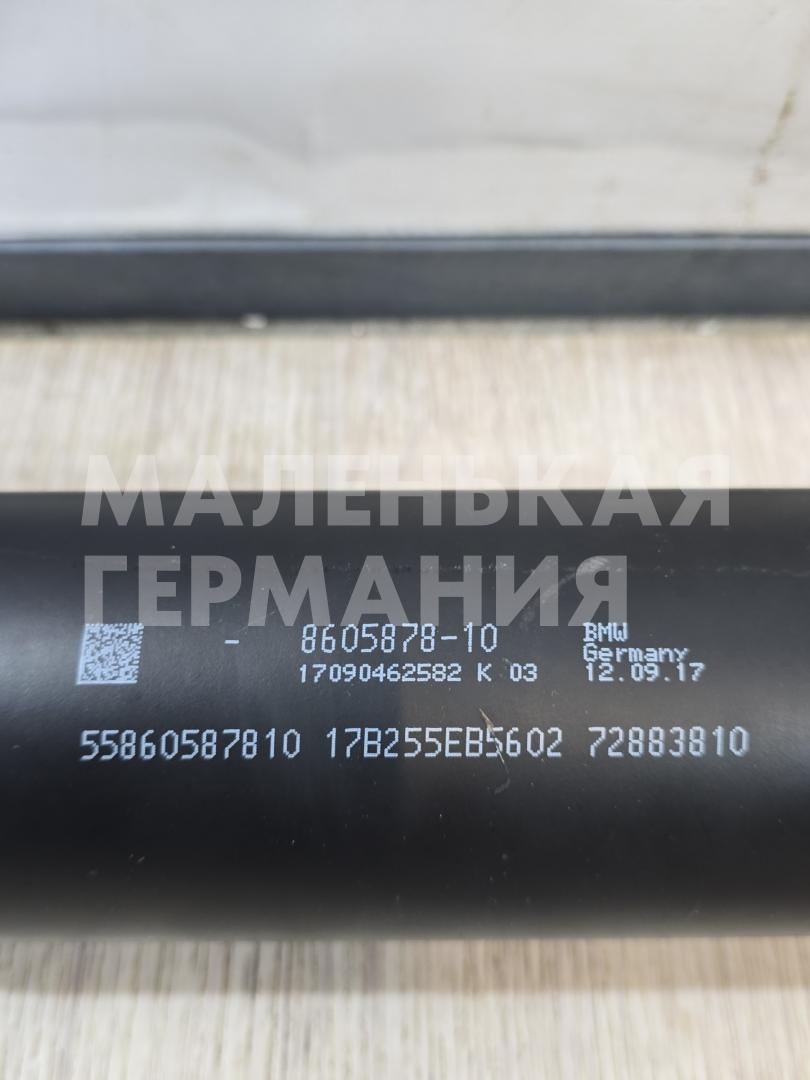 МАЛЕНЬКАЯ
ГЕРМАНИЯ
- 8605878-10 BMW
Germany
17090462582 K 03 12.09.17
55860587810 17B255EB5602 72883810